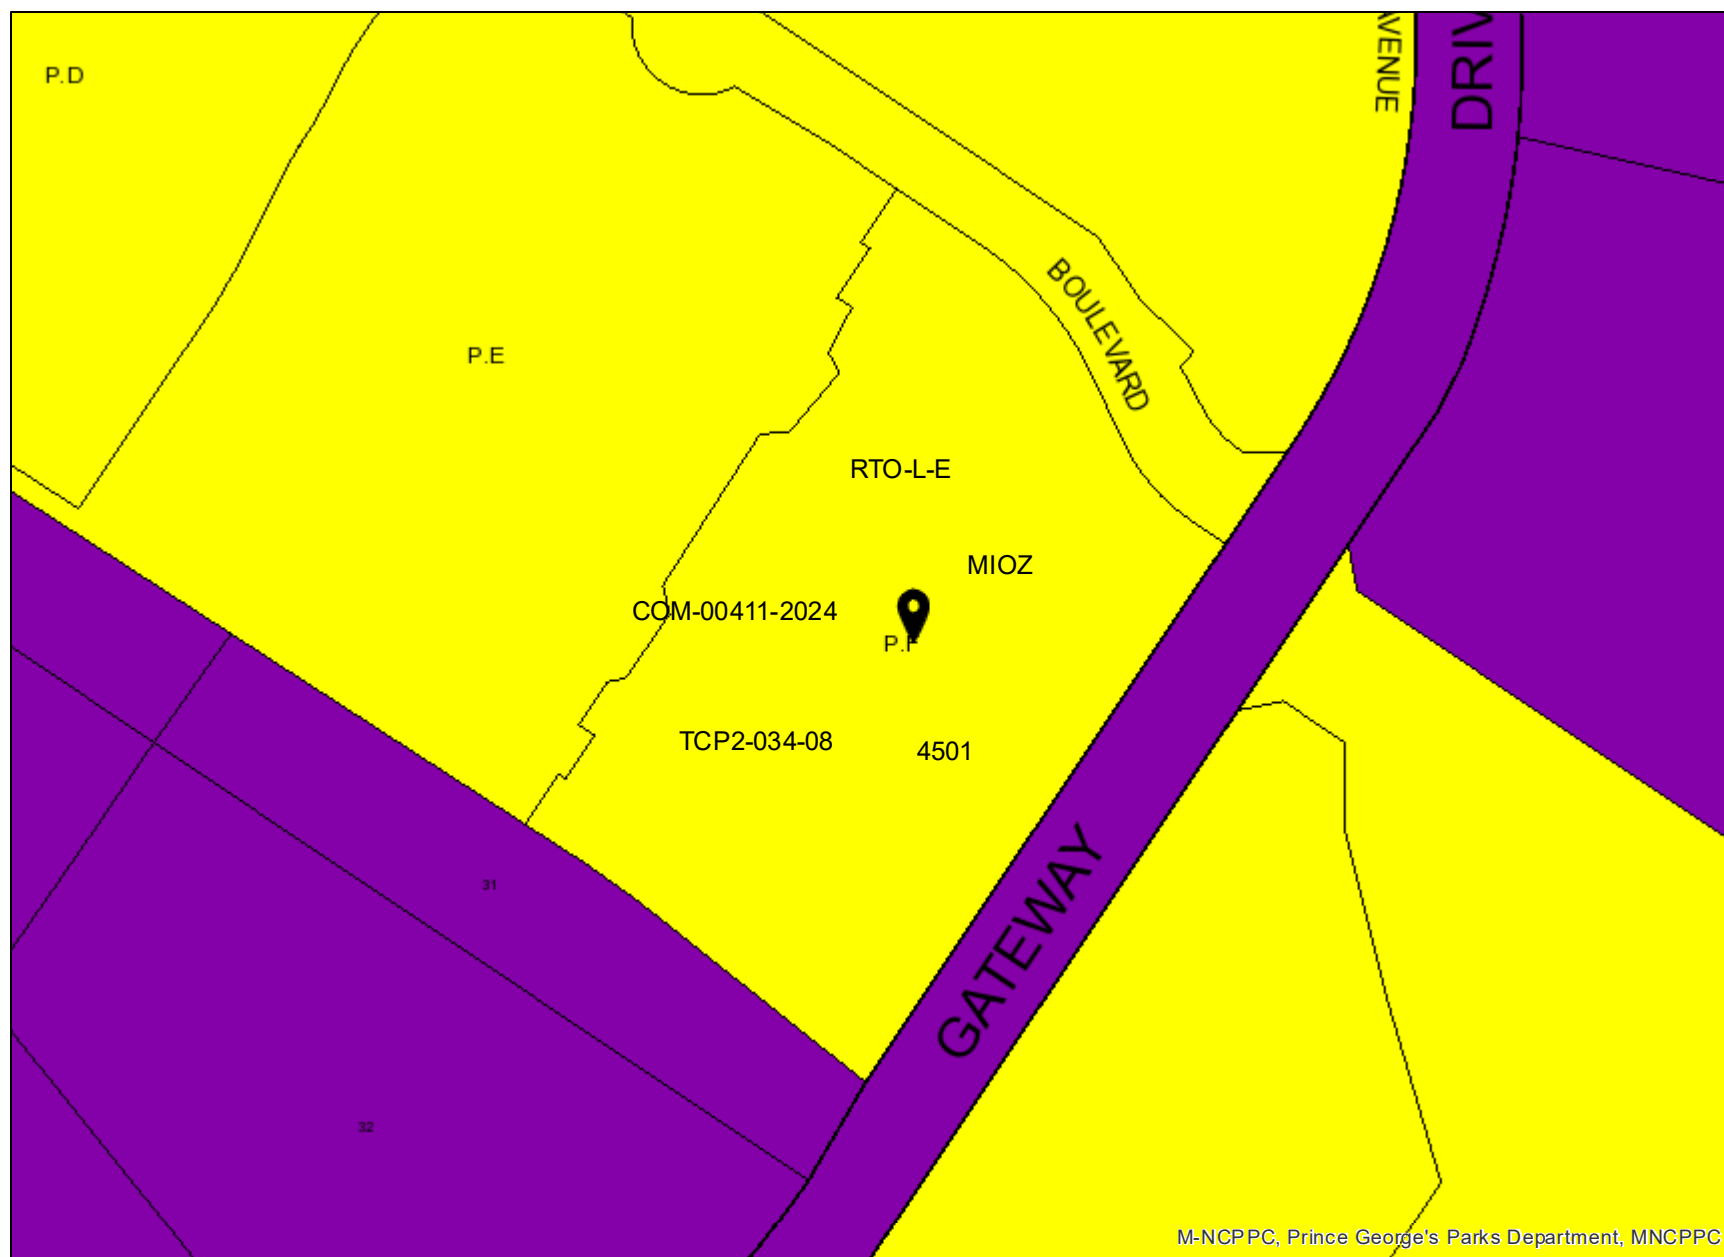 AVENUE
DRIV
P.D
BOULEVARD
P.E
RTO-L-E
MIOZ
COM-00411-2024
P.F
TCP2-034-08
4501
GATEWAY
31
32
M-NCPPC, Prince George's Parks Department, MNCPPC